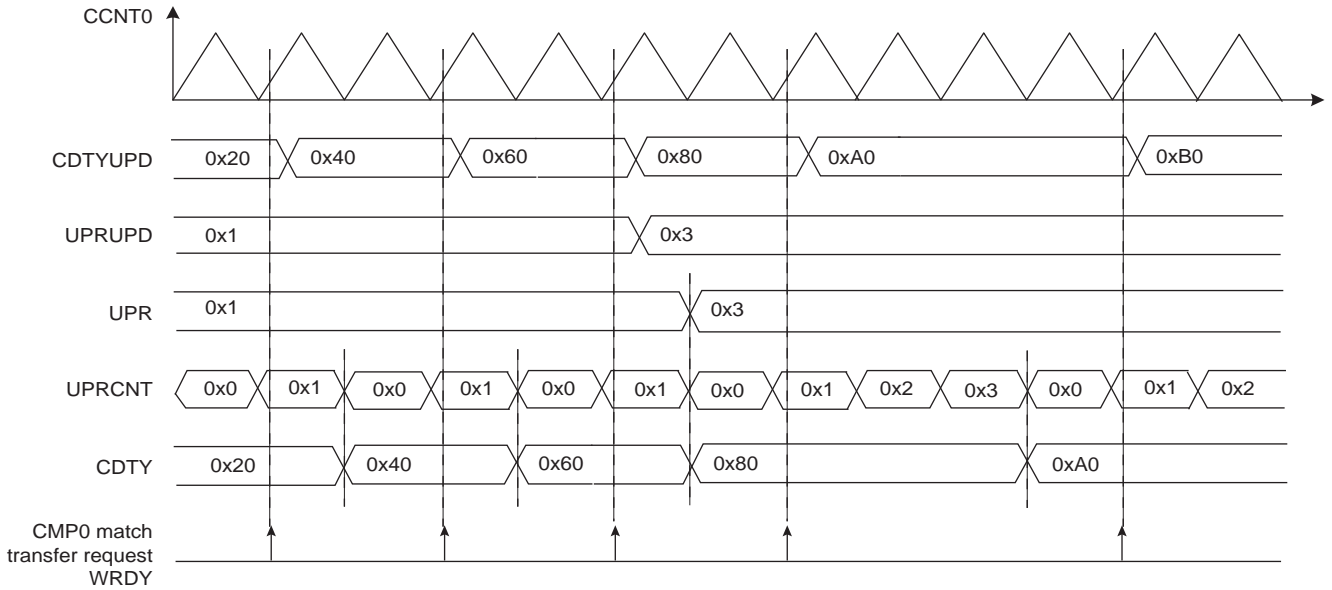 CCNT0
CDTYUPD 0x20 0x40 0x60 0x80 0xA0 0xB0
UPRUPD 0x1 0x3
UPR 0x1 0x3
UPRCNT 0x0 0x1 0x0 0x1 0x0 0x1 0x0 0x1 0x2 0x3 0x0 0x1 0x2
CDTY 0x20 0x40 0x60 0x80 0xA0
CMP0 match
transfer request
WRDY